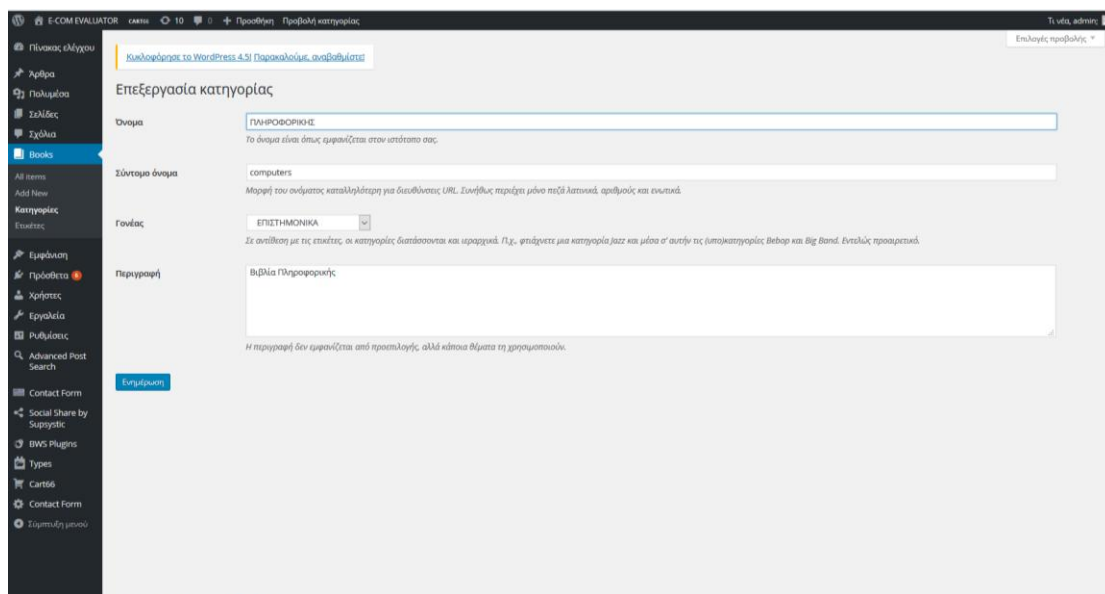 E-COM EVALUATOR CART66 10 0 + Προσθήκη Προβολή κατηγορίας Τι νέα, admin;
Επιλογές προβολής
Πίνακας ελέγχου
Άρθρα
Πολυμέσα
Σελίδες
Σχόλια
Books
All items
Add New
Κατηγορίες
Ετικέτες
Εμφάνιση
Πρόσθετα 8
Χρήστες
Εργαλεία
Ρυθμίσεις
Advanced Post
Search
Contact Form
Social Share by
Supsystic
BWS Plugins
Types
Cart66
Contact Form
Σύμπτυξη μενού
Κυκλοφόρησε το WordPress 4.5! Παρακαλούμε, αναβαθμίστε!
Επεξεργασία κατηγορίας
Όνομα
ΠΛΗΡΟΦΟΡΙΚΗΣ
Το όνομα είναι όπως εμφανίζεται στον ιστότοπο σας.
Σύντομο όνομα
computers
Μορφή του ονόματος καταλληλότερη για διευθύνσεις URL. Συνήθως περιέχει μόνο πεζά λατινικά, αριθμούς και ενωτικά.
Γονέας
ΕΠΙΣΤΗΜΟΝΙΚΑ
Σε αντίθεση με τις ετικέτες, οι κατηγορίες διατάσσονται και ιεραρχικά. Π.χ., φτιάχνετε μια κατηγορία Jazz και μέσα σ' αυτήν τις (υπο)κατηγορίες Bebop και Big Band. Εντελώς προαιρετικό.
Περιγραφή
Βιβλία Πληροφορικής
Η περιγραφή δεν εμφανίζεται από προεπιλογής, αλλά κάποια θέματα τη χρησιμοποιούν.
Ενημέρωση